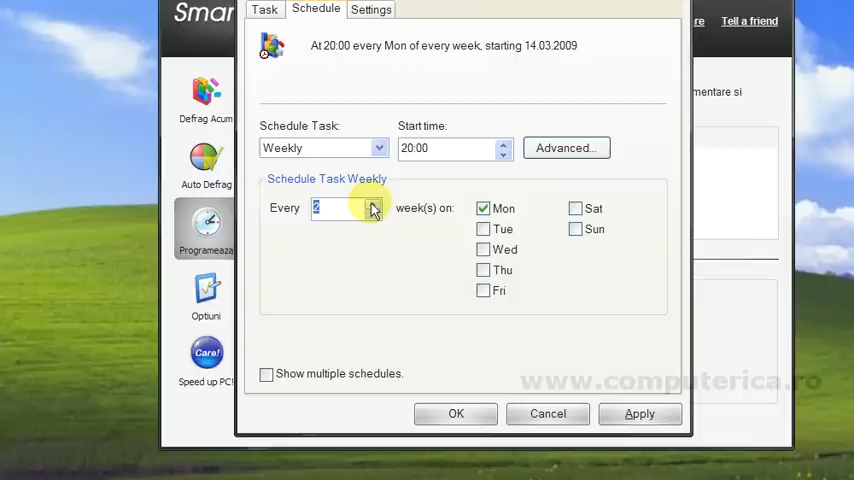 Smar
Task Schedule Settings
re Tell a friend
At 20:00 every Mon of every week, starting 14.03.2009
mentare si
Defrag Acum
Schedule Task: Start time:
Weekly 20:00 Advanced...
Auto Defrag
Schedule Task Weekly
Every 2 week(s) on: Mon Sat
Tue Sun
Programeaza
Wed
Thu
Fri
Optiuni
Care!
Speed up PC!
Show multiple schedules.
www.computerica.ro
OK Cancel Apply